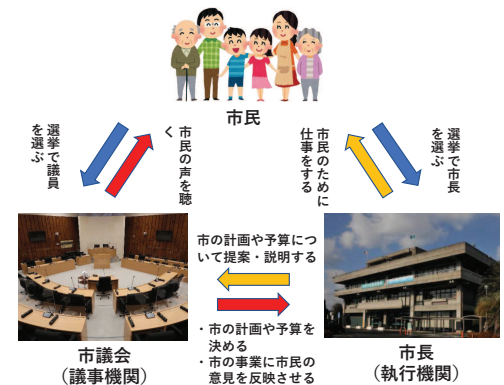 市民
選挙で議員
を選ぶ
市民の声を聴
く
市民のために
仕事をする
選挙で市長
を選ぶ
市の計画や予算につ
いて提案・説明する
・市の計画や予算を
決める
・市の事業に市民の
意見を反映させる
市議会
（議事機関）
市長
（執行機関）